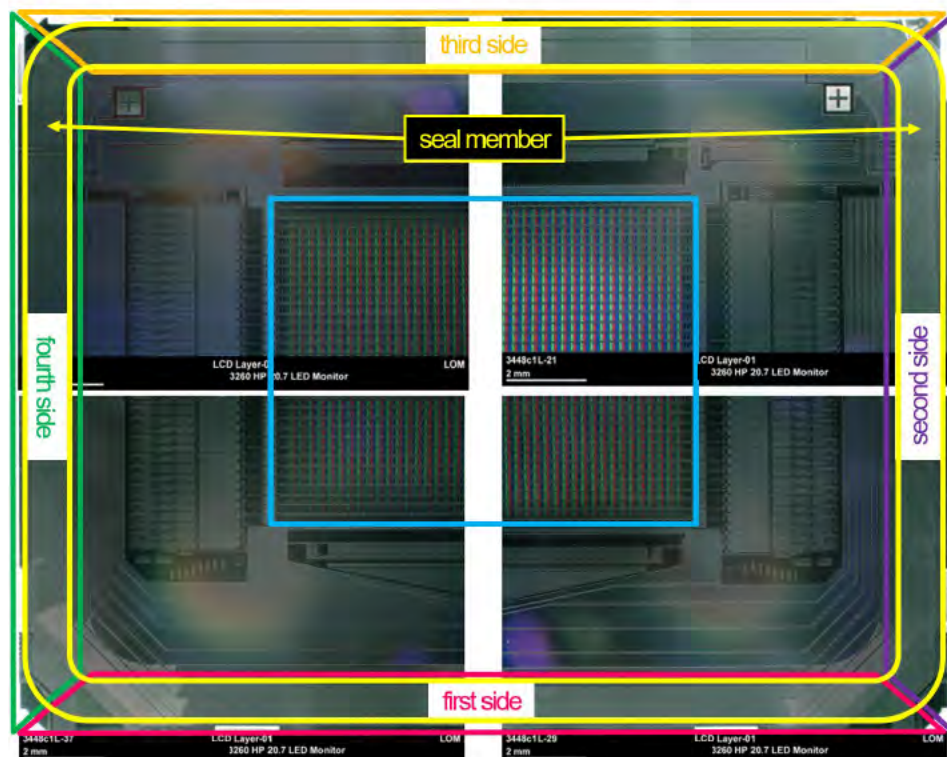 third side
seal member
fourth side
second side
LCD Layer-0
LOM
3260 HP 20.7 LED Monitor
3448c1L-21
LCD Layer-01
2 mm
3260 HP 20.7 LED Monitor
first side
3448c1L-37
LCD Layer-01
LOM
2 mm
3260 HP 20.7 LED Monitor
3448c1L-29
LCD Layer-01
LOM
2 mm
3260 HP 20.7 LED Monitor